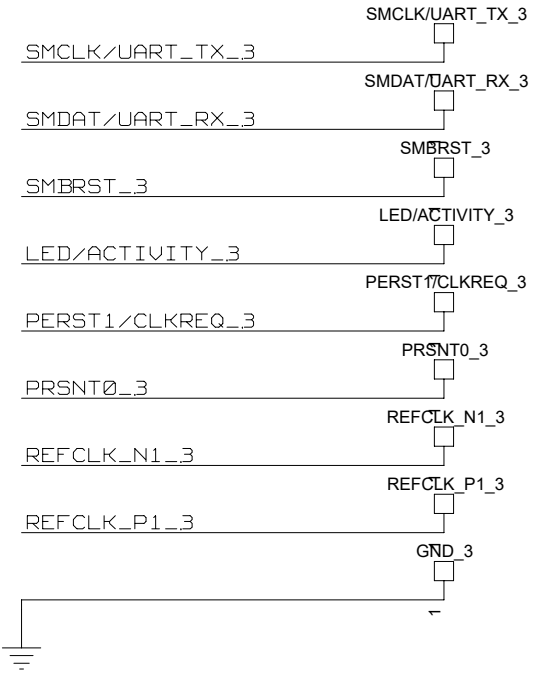 SMCLK/UART_TX_3
SMCLK/UART_TX_3
SMDAT/UART_RX_3
SMDAT/UART_RX_3
SMBRST_3
SMBRST_3
LED/ACTIVITY_3
LED/ACTIVITY_3
PERST1/CLKREQ_3
PERST1/CLKREQ_3
PRSNT0_3
PRSNT0_3
REFCLK_N1_3
REFCLK_N1_3
REFCLK_P1_3
REFCLK_P1_3
GND_3
1